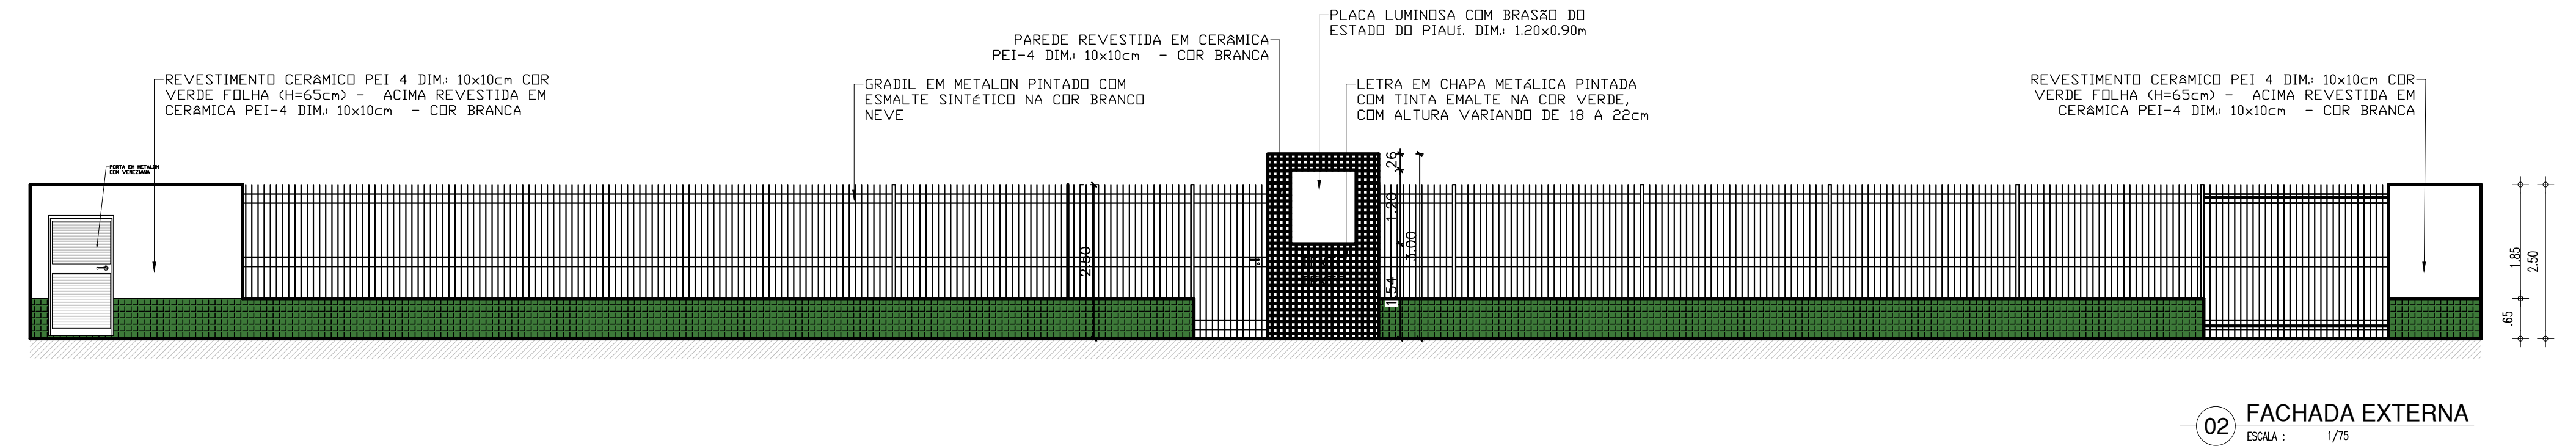 PLACA LUMINOSA COM BRASÃO DO
ESTADO DO PIAUí. DIM.: 1.20x0.90m
PAREDE REVESTIDA EM CERÂMICA
PEI-4 DIM.: 10x10cm - COR BRANCA
REVESTIMENTO CERÂMICO PEI 4 DIM.: 10x10cm COR
VERDE FOLHA (H=65cm) - ACIMA REVESTIDA EM
CERÂMICA PEI-4 DIM.: 10x10cm - COR BRANCA
GRADIL EM METALON PINTADO COM
ESMALTE SINTÉTICO NA COR BRANCO
NEVE
LETRA EM CHAPA METÁLICA PINTADA
COM TINTA EMALTE NA COR VERDE,
COM ALTURA VARIANDO DE 18 A 22cm
REVESTIMENTO CERÂMICO PEI 4 DIM.: 10x10cm COR
VERDE FOLHA (H=65cm) - ACIMA REVESTIDA EM
CERÂMICA PEI-4 DIM.: 10x10cm - COR BRANCA
PORTA EM METALON
COM VENEZIANA
2.50
.26
1.20
3.00
1.54
1.85
2.50
.65
02
FACHADA EXTERNA
ESCALA : 1/75